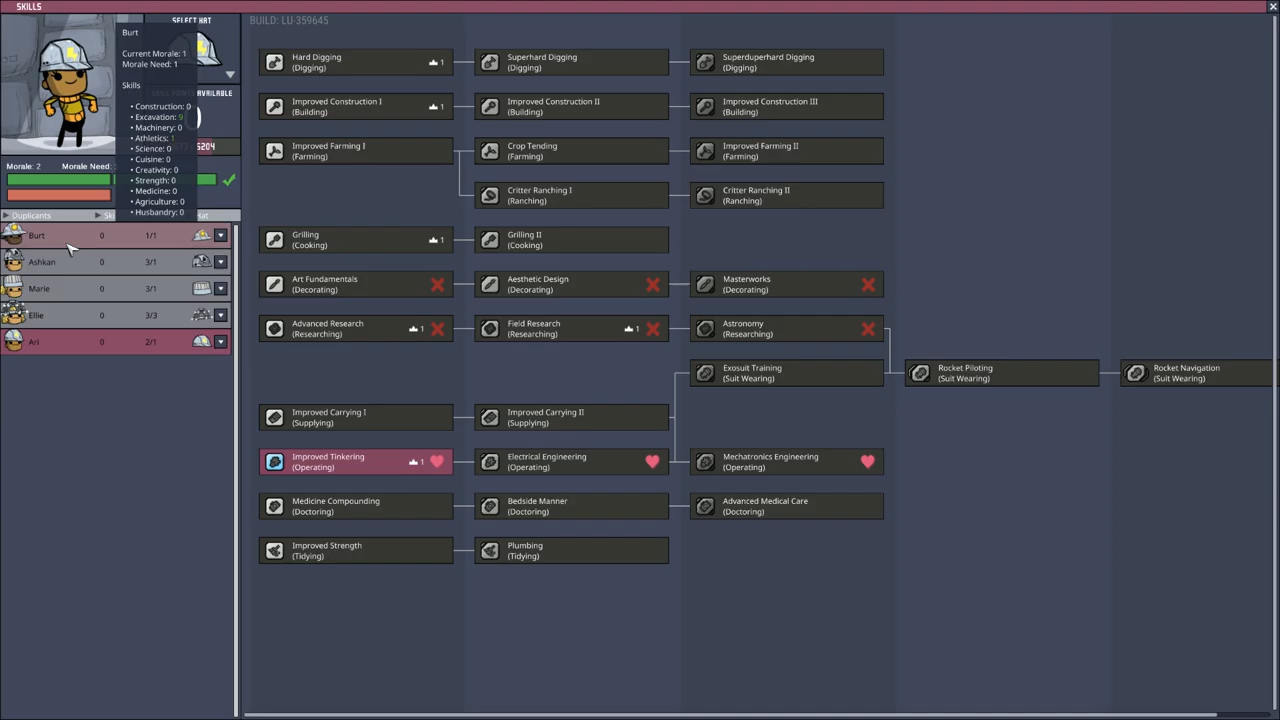 SKILLS
SELECT HAT
BUILD: LU-359645
Burt
Current Morale: 1
Morale Need: 1
Skills
• Construction: 0
• Excavation: 9
• Machinery: 0
• Athletics: 1
• Science: 0
• Cuisine: 0
• Creativity: 0
• Strength: 0
• Medicine: 0
• Agriculture: 0
• Husbandry: 0
AVAILABLE
Morale: 2
Morale Need:
Duplicants
Hat
Burt 0 1/1
Ashkan 0 3/1
Marie 0 3/1
Ellie 0 3/3
Ari 0 2/1
Hard Digging
(Digging)
1
Superhard Digging
(Digging)
Superduperhard Digging
(Digging)
Improved Construction I
(Building)
1
Improved Construction II
(Building)
Improved Construction III
(Building)
Improved Farming I
(Farming)
Crop Tending
(Farming)
Improved Farming II
(Farming)
Critter Ranching I
(Ranching)
Critter Ranching II
(Ranching)
Grilling
(Cooking)
1
Grilling II
(Cooking)
Art Fundamentals
(Decorating)
Aesthetic Design
(Decorating)
Masterworks
(Decorating)
Advanced Research
(Researching)
1
Field Research
(Researching)
1
Astronomy
(Researching)
Exosuit Training
(Suit Wearing)
Rocket Piloting
(Suit Wearing)
Rocket Navigation
(Suit Wearing)
Improved Carrying I
(Supplying)
Improved Carrying II
(Supplying)
Improved Tinkering
(Operating)
1
Electrical Engineering
(Operating)
Mechatronics Engineering
(Operating)
Medicine Compounding
(Doctoring)
Bedside Manner
(Doctoring)
Advanced Medical Care
(Doctoring)
Improved Strength
(Tidying)
Plumbing
(Tidying)